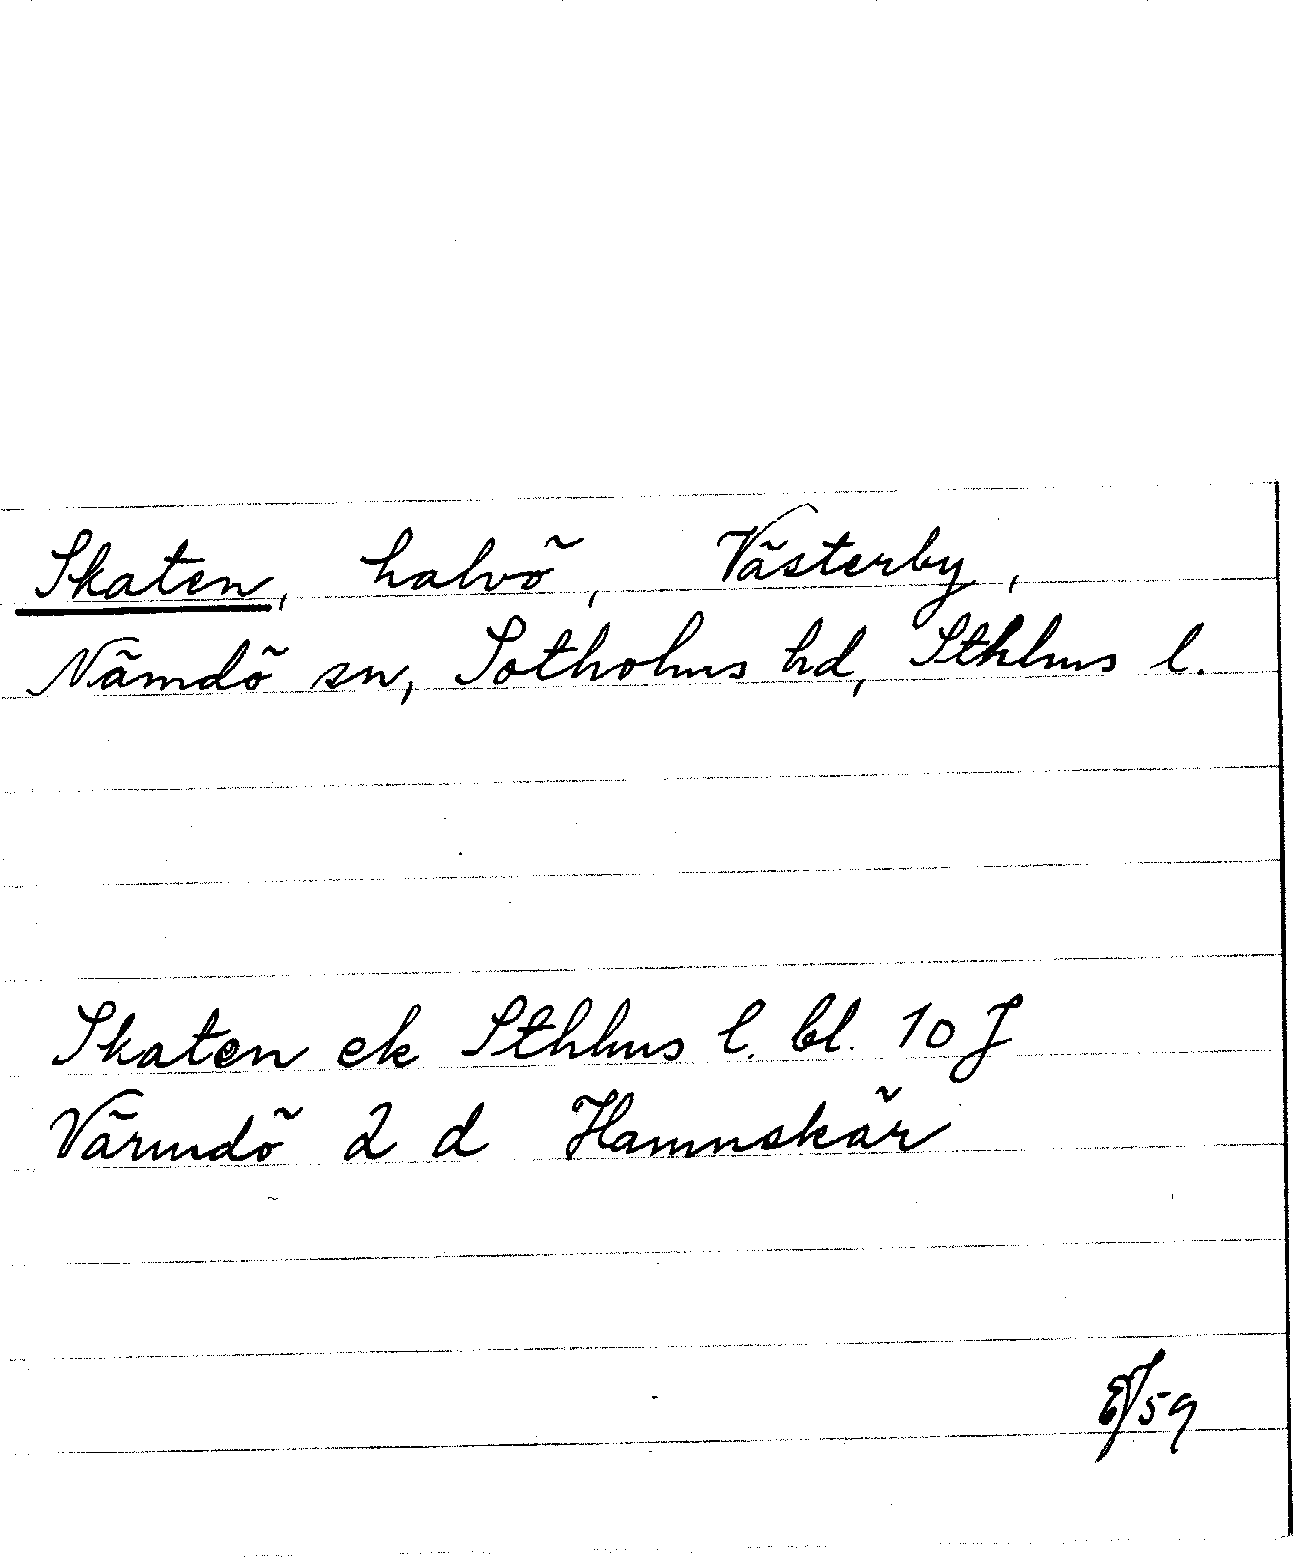 Skaten, halvö, Västerby,
Nämdö sn, Sotholms hd, Sthlms l.
Skaten ek Sthlms l. bl. 10 J
Värmdö 2 d Hamnskär
59